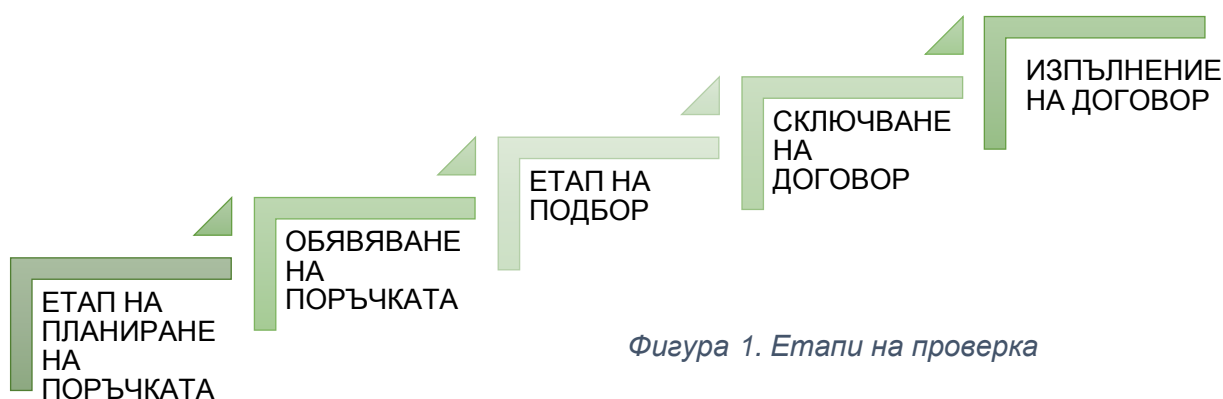 ЕТАП НА
ПЛАНИРАНЕ
НА
ПОРЪЧКАТА
ОБЯВЯВАНЕ
НА
ПОРЪЧКАТА
ЕТАП НА
ПОДБОР
СКЛЮЧВАНЕ
НА
ДОГОВОР
ИЗПЪЛНЕНИЕ
НА ДОГОВОР
Фигура 1. Етапи на проверка